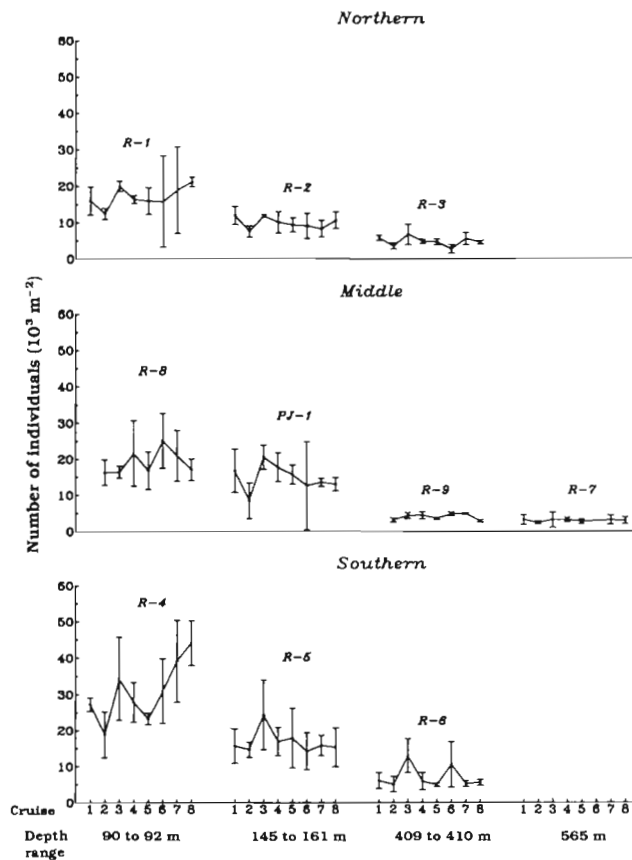 Northern
60
50
40
30
20
10
0
R-1
R-2
R-3
Middle
60
50
40
30
20
10
0
R-8
PJ-1
R-9
R-7
Southern
60
50
40
30
20
10
0
R-4
R-5
R-6
Number of individuals (10³ m⁻²)
Cruise 1 2 3 4 5 6 7 8 1 2 3 4 5 6 7 8 1 2 3 4 5 6 7 8 1 2 3 4 5 6 7 8
Depth range 90 to 92 m 145 to 161 m 409 to 410 m 565 m